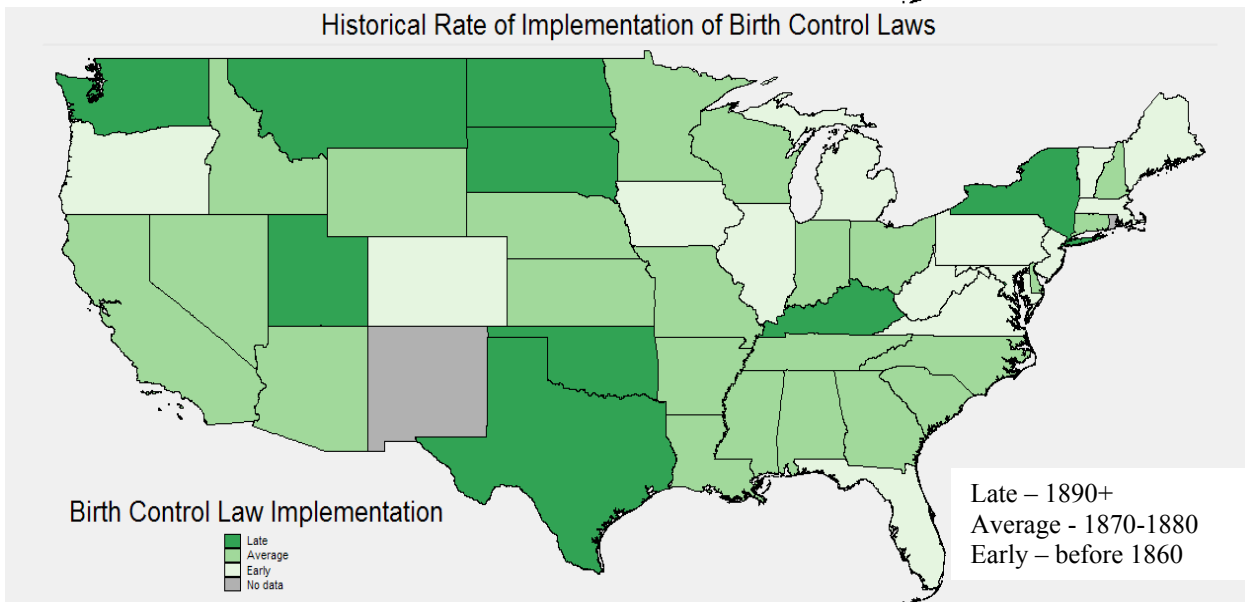 Historical Rate of Implementation of Birth Control Laws
Birth Control Law Implementation
Late
Average
Early
No data
Late – 1890+
Average - 1870-1880
Early – before 1860